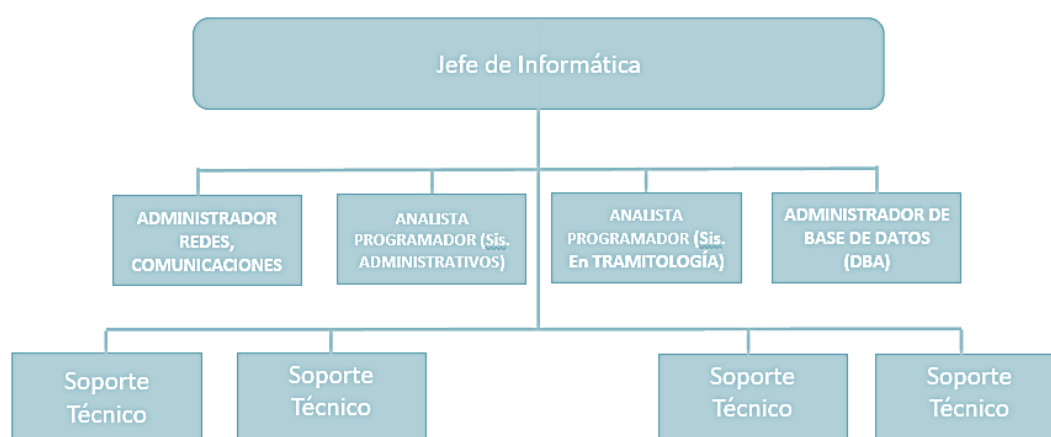 Jefe de Informática
ADMINISTRADOR
REDES,
COMUNICACIONES
ANALISTA
PROGRAMADOR (Sis.
ADMINISTRATIVOS)
ANALISTA
PROGRAMADOR (Sis.
En TRAMITOLOGÍA)
ADMINISTRADOR DE
BASE DE DATOS
(DBA)
Soporte
Técnico
Soporte
Técnico
Soporte
Técnico
Soporte
Técnico